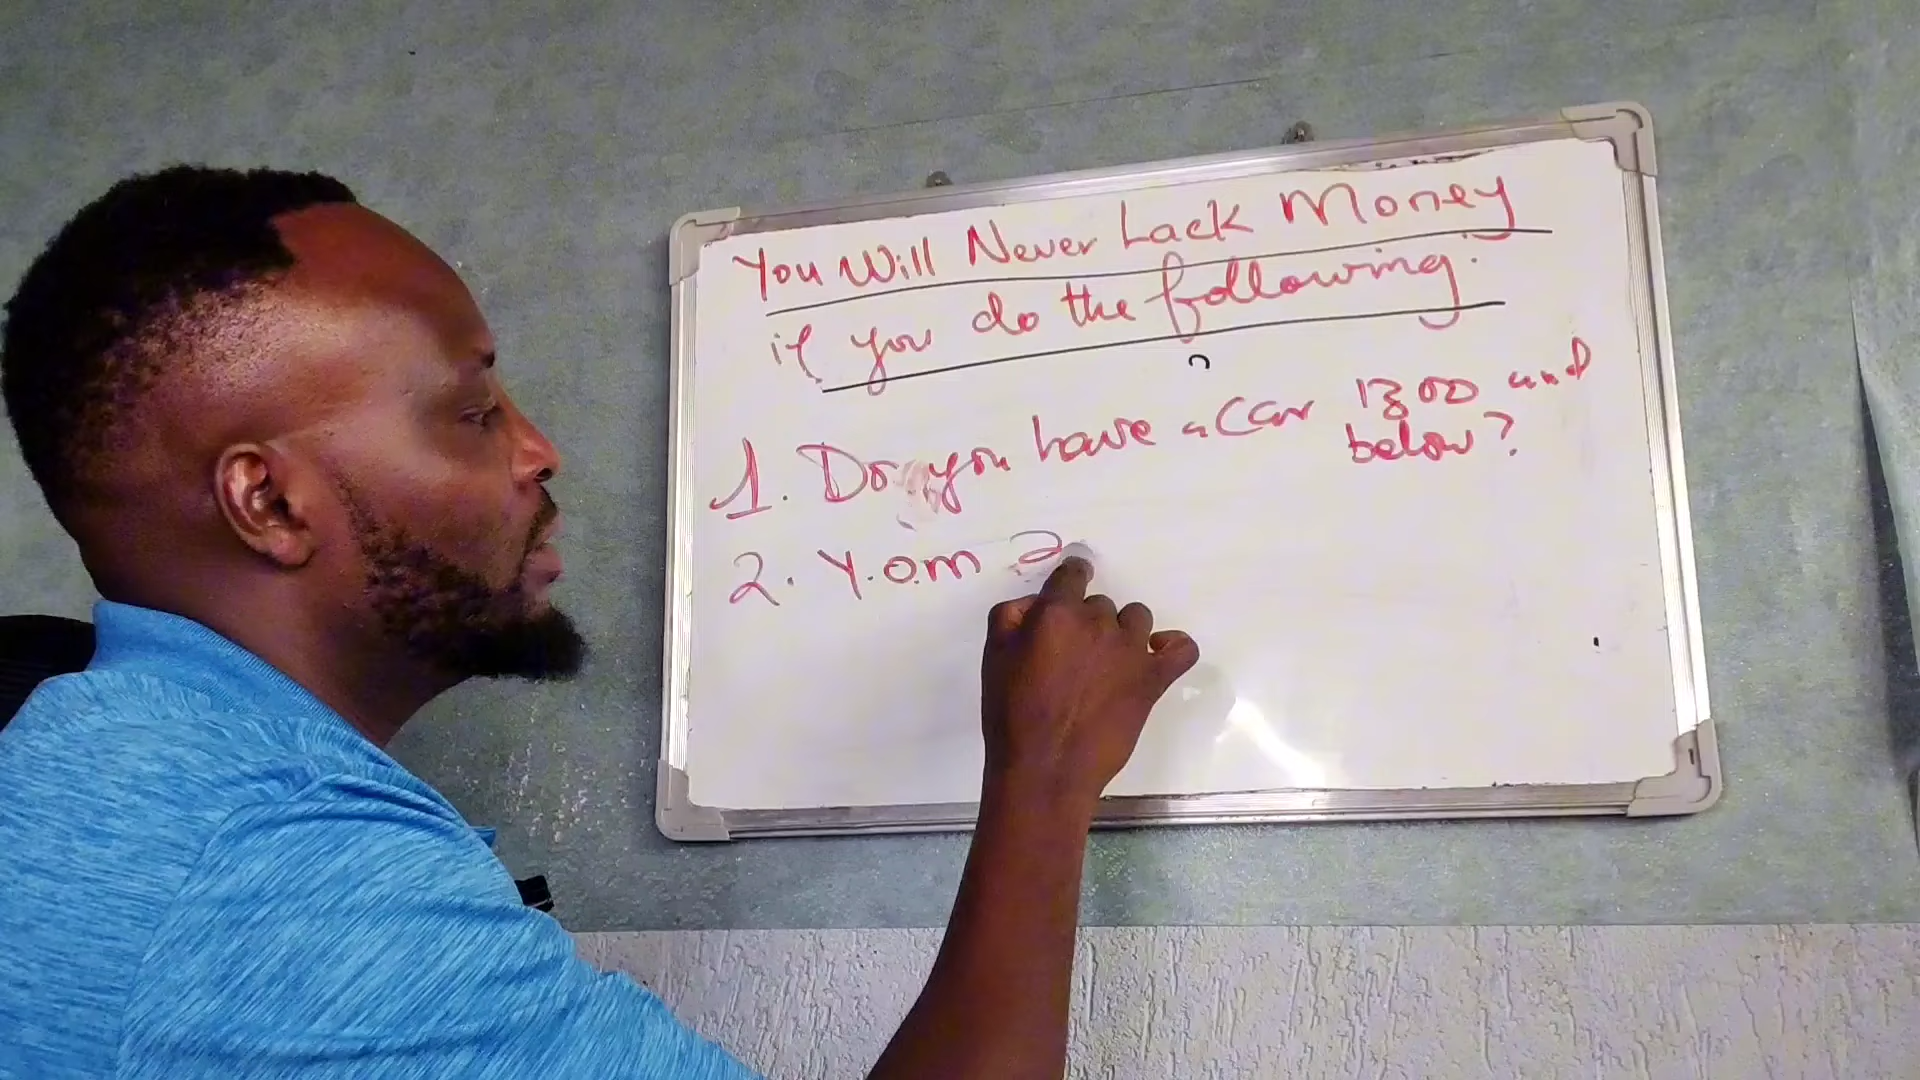 You Will Never Lack Money
if you do the following.
1. Do you have a Car 1300 and
below?
2. Y.O.M 2